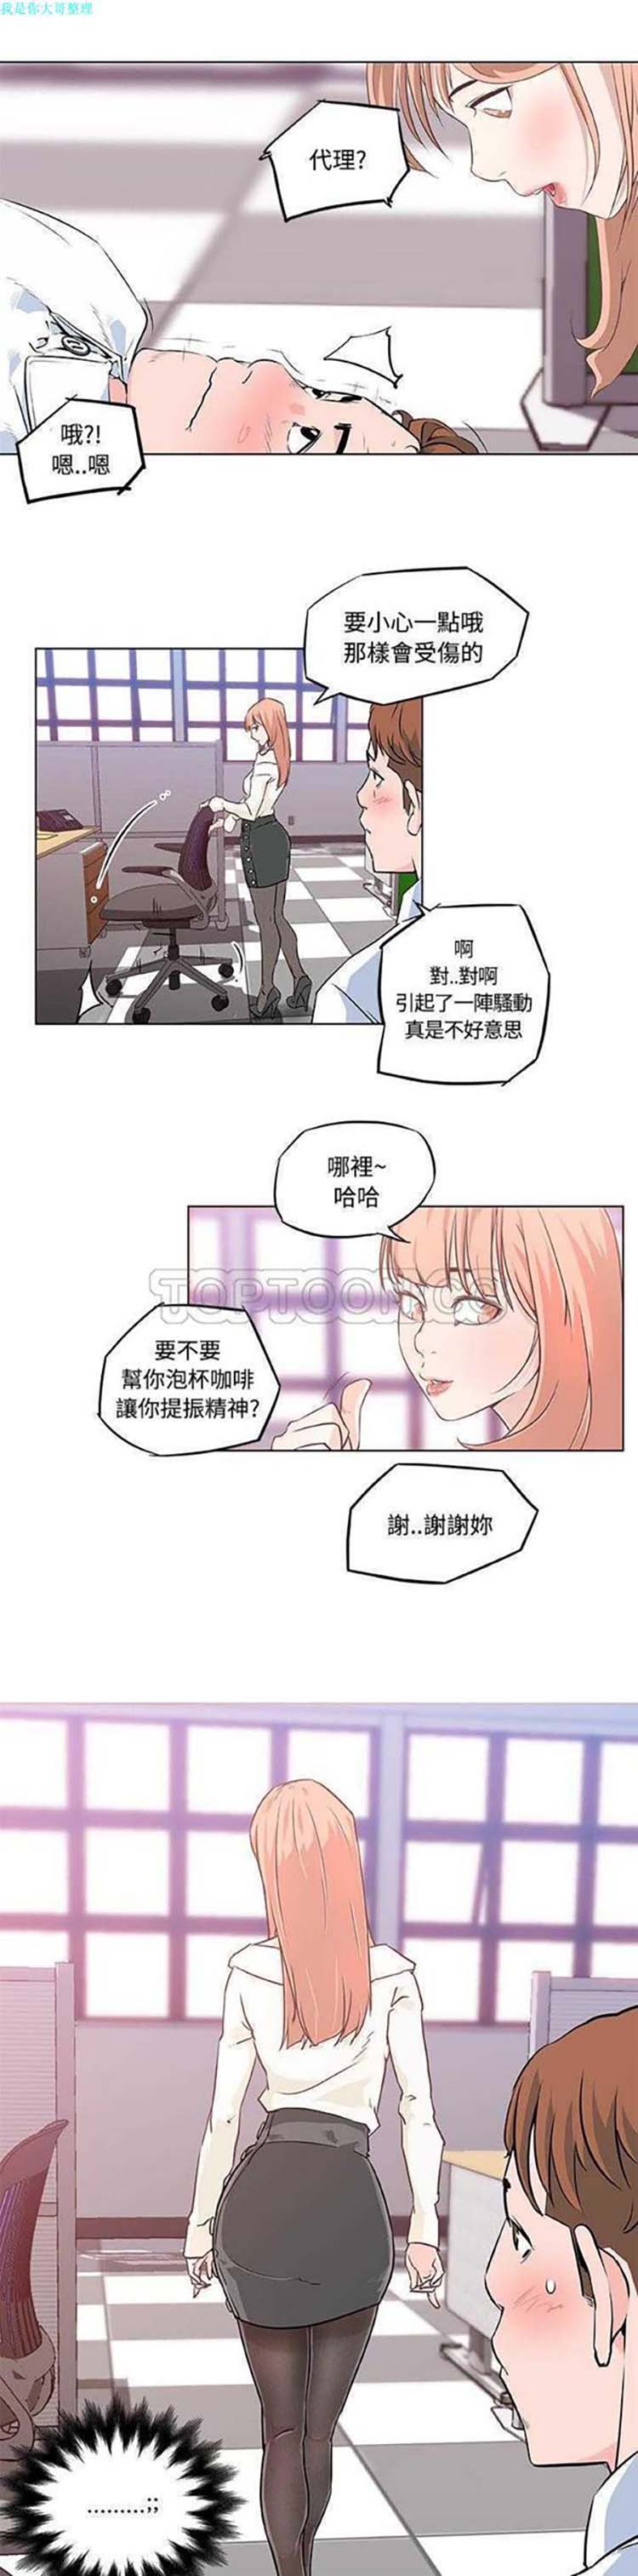 我是你大哥整理
代理?
哦?!
嗯..嗯
要小心一點哦
那樣會受傷的
啊
對..對啊
引起了一陣騷動
真是不好意思
哪裡~
哈哈
TOPTOON.CC
要不要
幫你泡杯咖啡
讓你提振精神?
謝..謝謝妳
.........;;